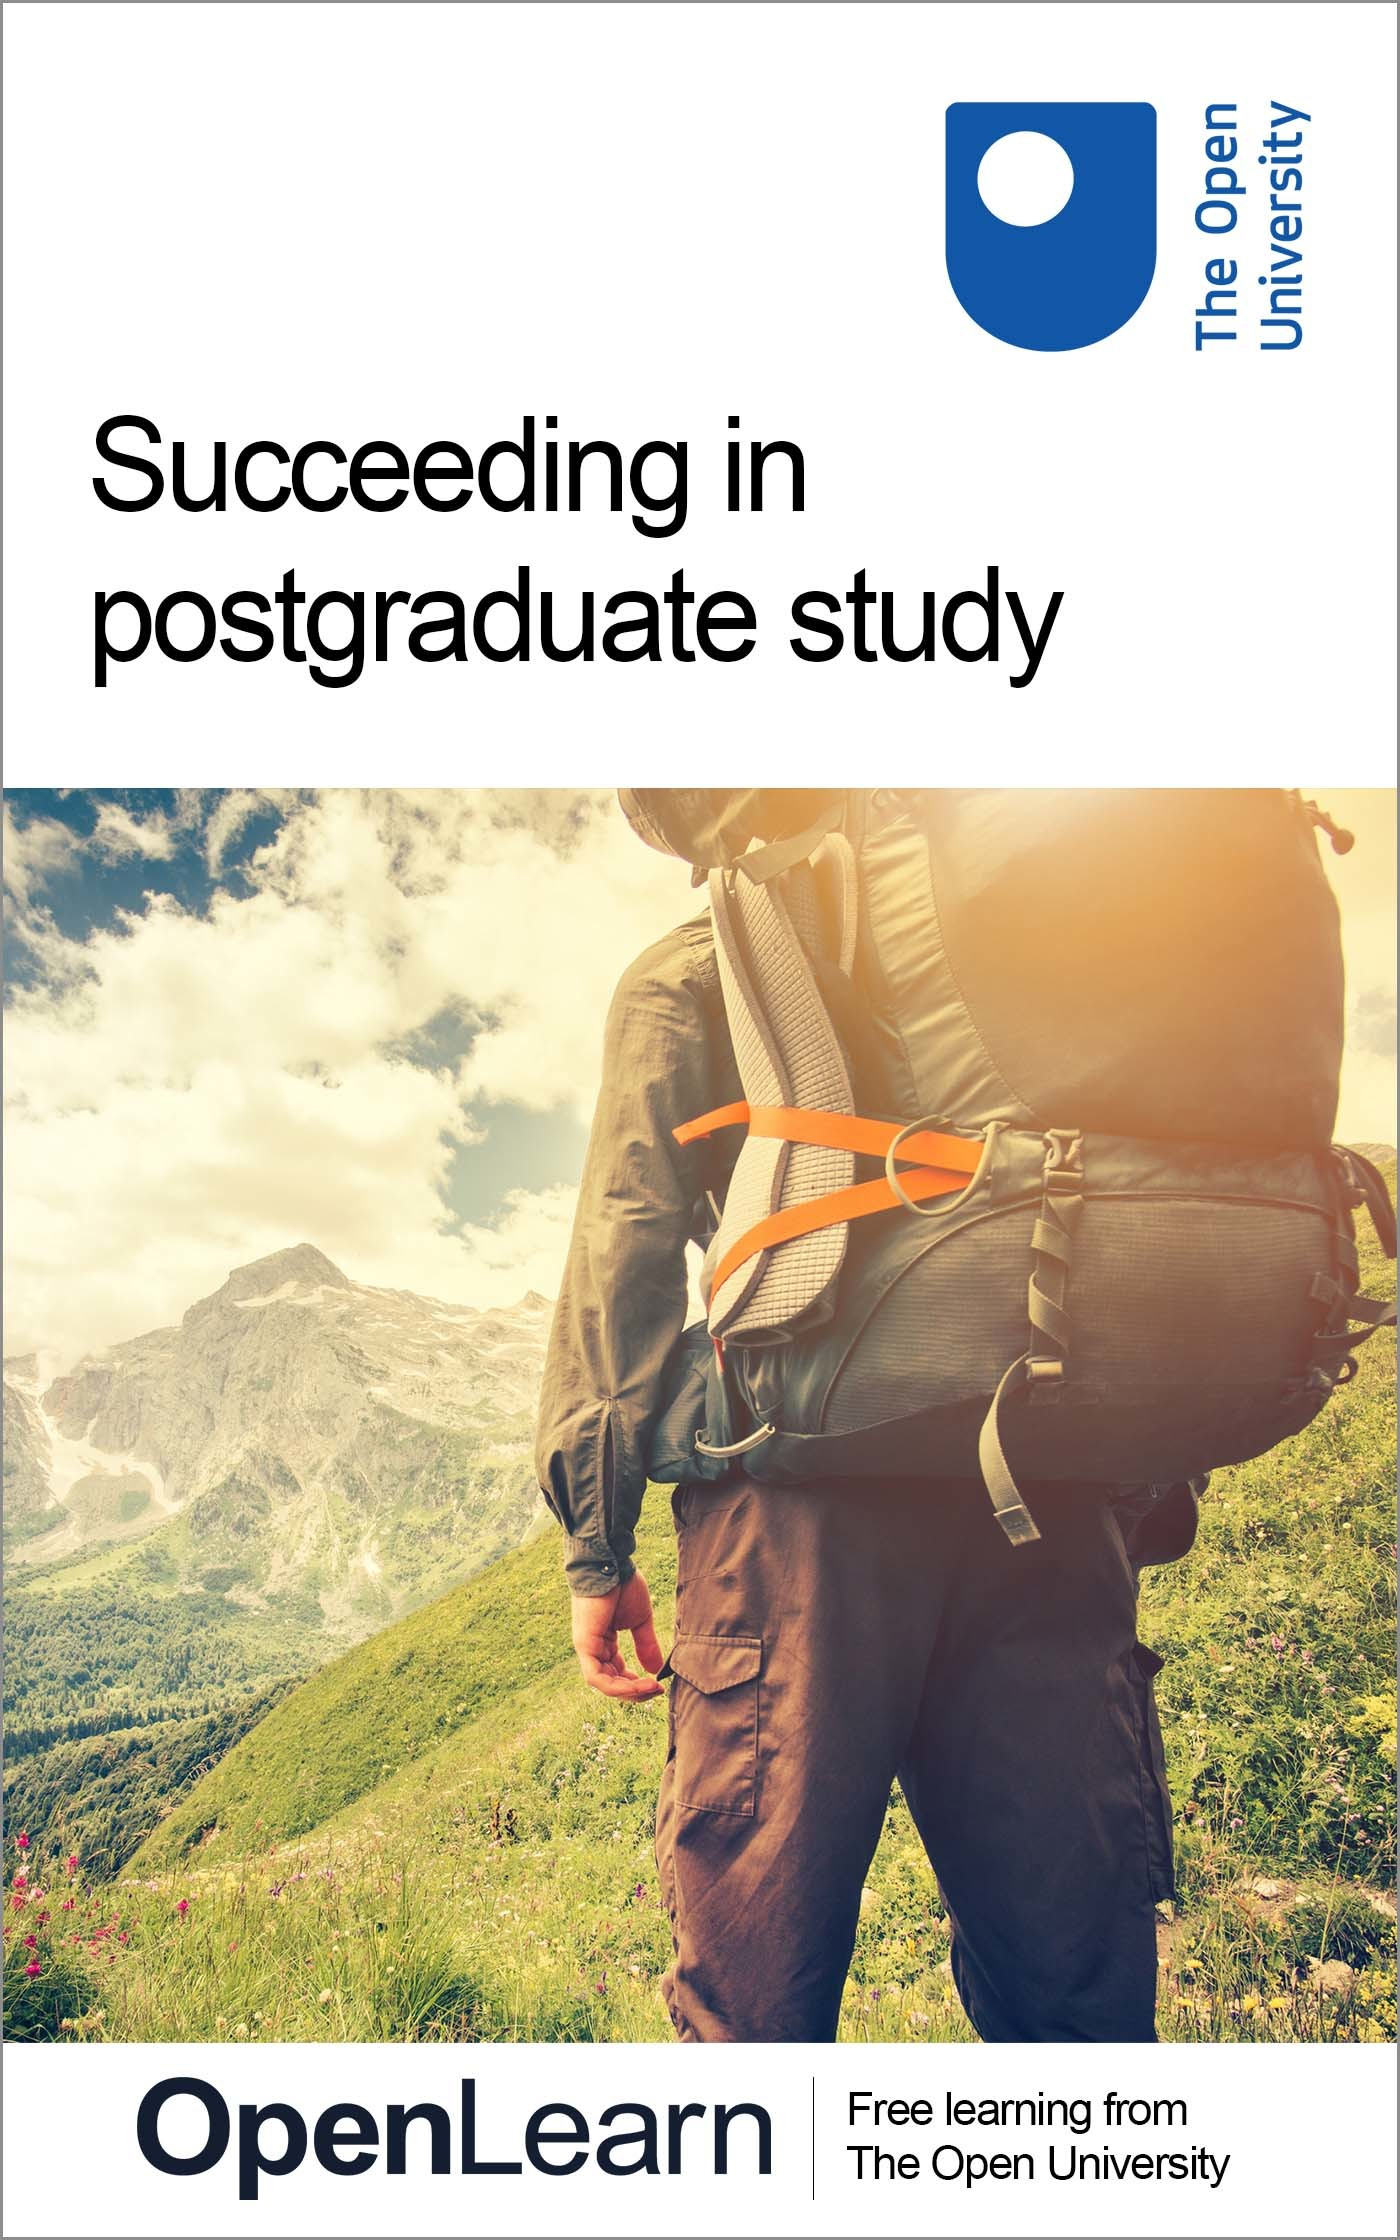 The Open
University
Succeeding in
postgraduate study
OpenLearn
Free learning from
The Open University